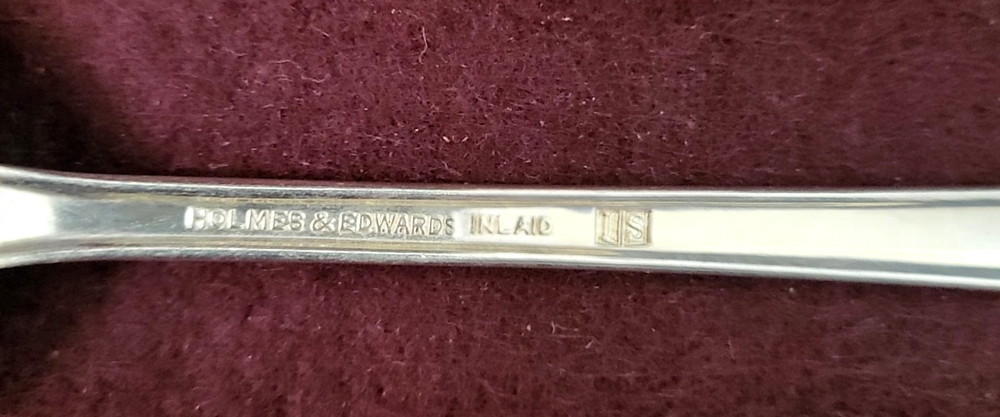 HOLMES & EDWARDS INLAID IS